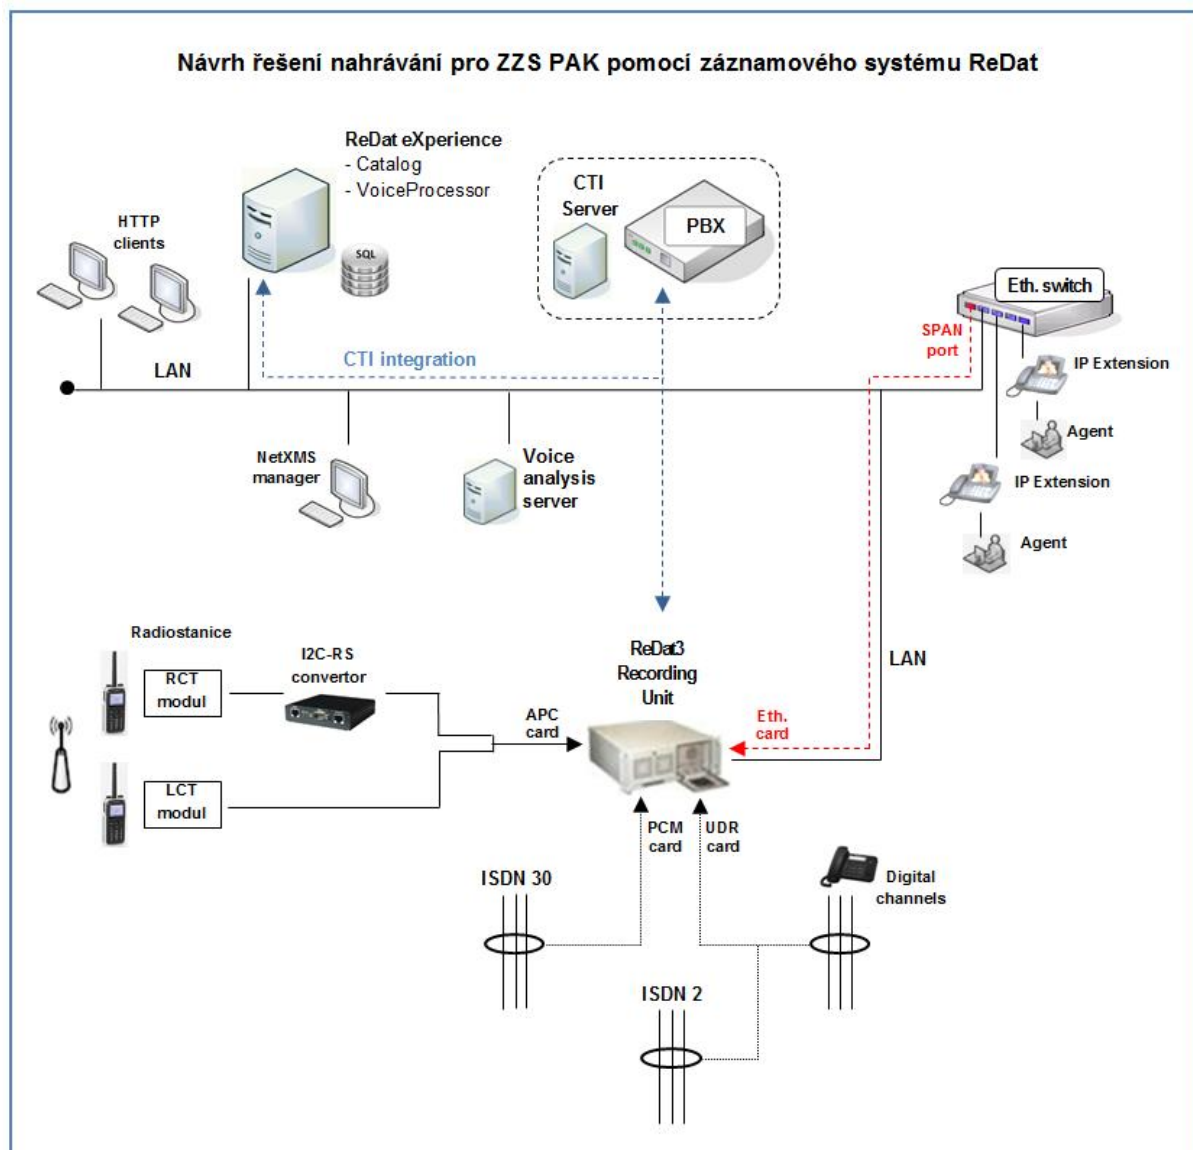 Návrh řešení nahrávání pro ZZS PAK pomocí záznamového systému ReDat
ReDat eXperience
- Catalog
- VoiceProcessor
SQL
HTTP
clients
CTI
Server
PBX
Eth. switch
SPAN
port
CTI integration
LAN
IP Extension
Agent
IP Extension
Agent
NetXMS
manager
Voice
analysis
server
Radiostanice
RCT
modul
I2C-RS
convertor
LCT
modul
APC
card
ReDat3
Recording
Unit
Eth.
card
LAN
PCM
card
UDR
card
ISDN 30
Digital
channels
ISDN 2